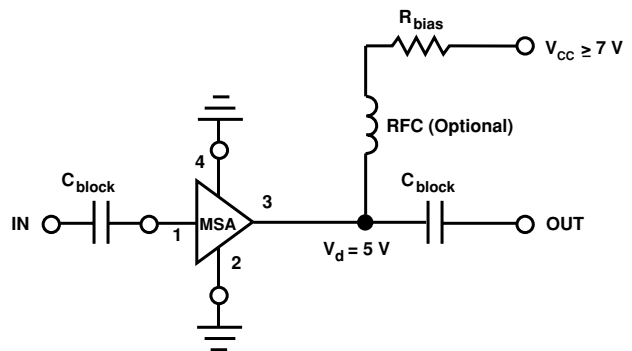 R_bias
V_CC ≥ 7 V
RFC (Optional)
4
C_block
C_block
3
IN
MSA
OUT
1
2
V_d = 5 V